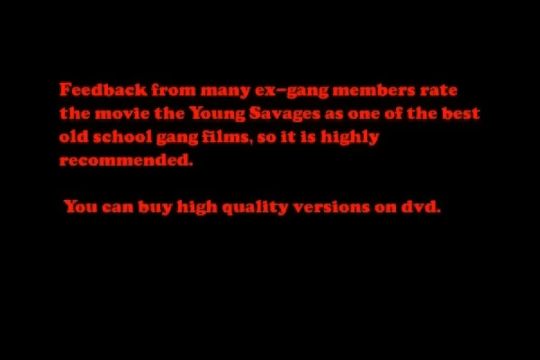 Feedback from many ex-gang members rate
the movie the Young Savages as one of the best
old school gang films, so it is highly
recommended.
You can buy high quality versions on dvd.